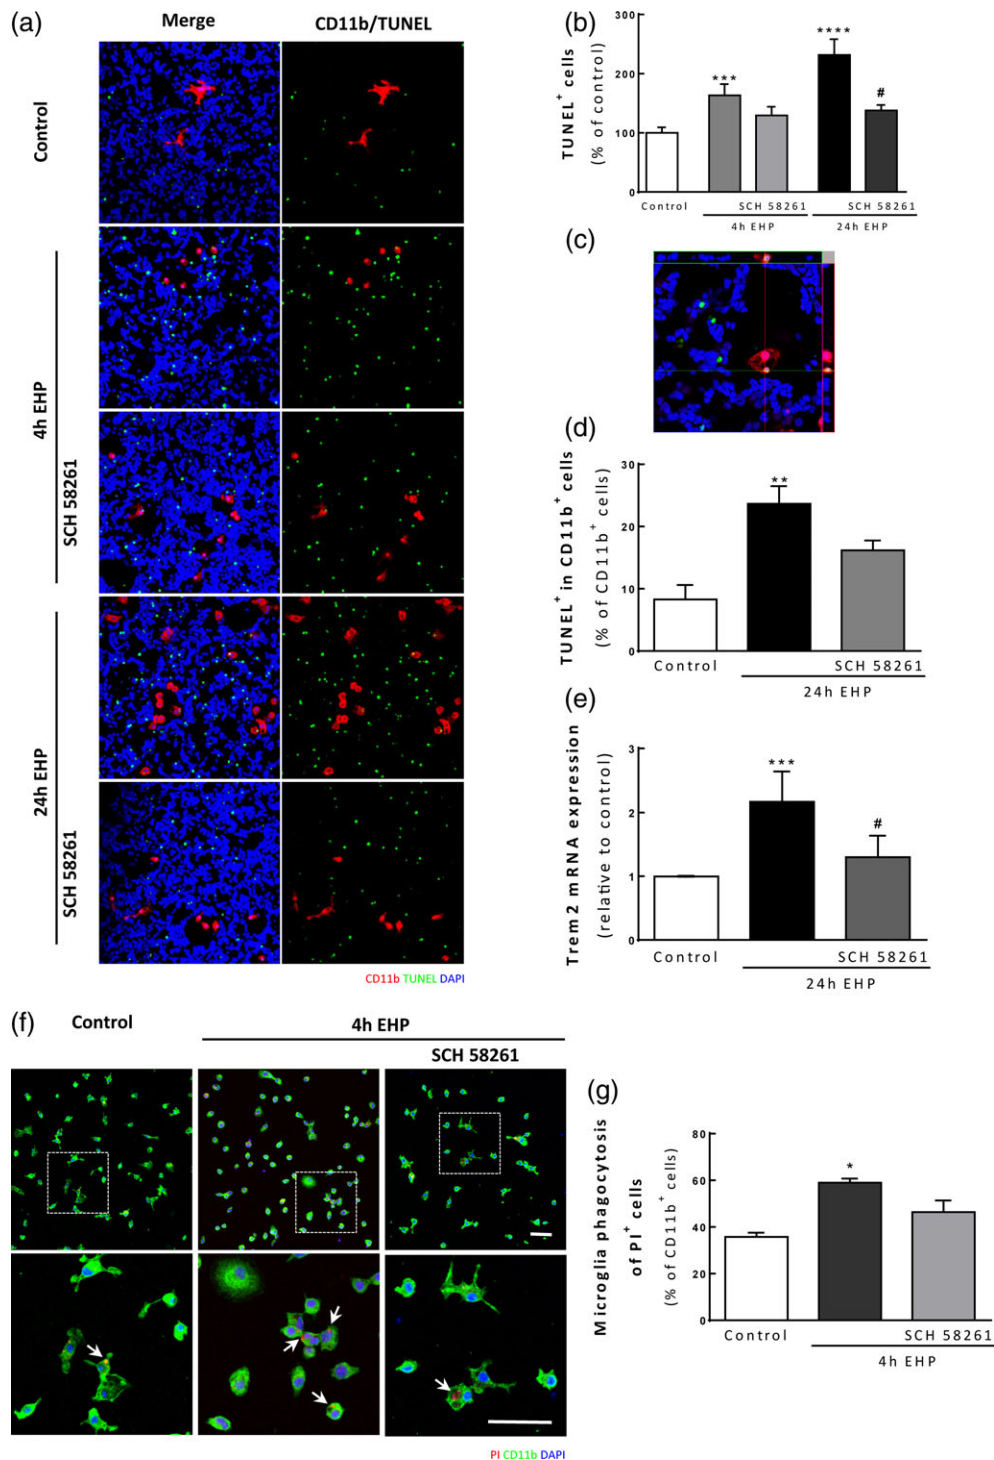 (a)
Merge
CD11b/TUNEL
Control
4h EHP
SCH 58261
24h EHP
SCH 58261
CD11b TUNEL DAPI
(b)
TUNEL+ cells
(% of control)
300
200
100
0
****
***
#
Control
SCH 58261
SCH 58261
4h EHP
24h EHP
(c)
(d)
TUNEL+ in CD11b+ cells
(% of CD11b+ cells)
30
20
10
0
**
Control
SCH 58261
24h EHP
(e)
Trem2 mRNA expression
(relative to control)
3
2
1
0
***
#
Control
SCH 58261
24h EHP
(f)
Control
4h EHP
SCH 58261
PI CD11b DAPI
(g)
Microglia phagocytosis
of PI+ cells
(% of CD11b+ cells)
80
60
40
20
0
*
Control
SCH 58261
4h EHP